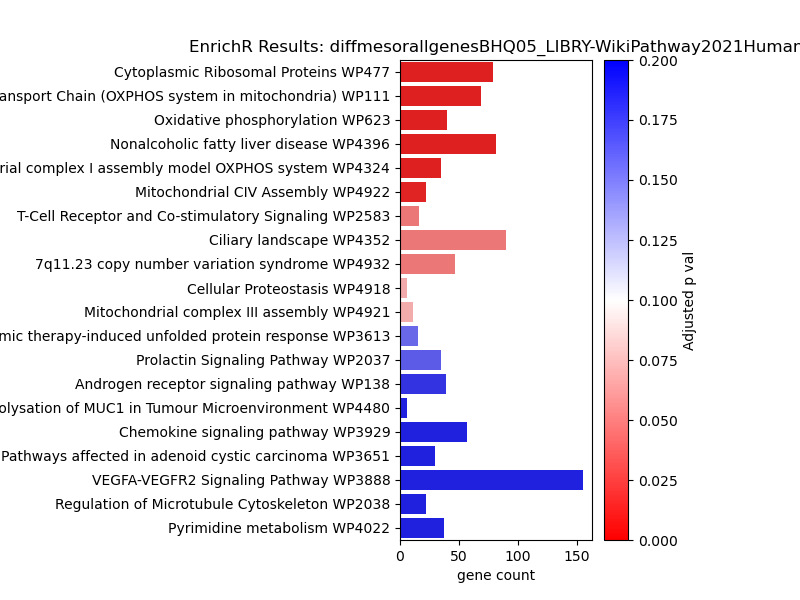 EnrichR Results: diffmesorallgenesBHQ05_LIBRY-WikiPathway2021Human
Cytoplasmic Ribosomal Proteins WP477
Chain (OXPHOS system in mitochondria) WP111
Oxidative phosphorylation WP623
Nonalcoholic fatty liver disease WP4396
complex I assembly model OXPHOS system WP4324
Mitochondrial CIV Assembly WP4922
T-Cell Receptor and Co-stimulatory Signaling WP2583
Ciliary landscape WP4352
7q11.23 copy number variation syndrome WP4932
Cellular Proteostasis WP4918
Mitochondrial complex III assembly WP4921
therapy-induced unfolded protein response WP3613
Prolactin Signaling Pathway WP2037
Androgen receptor signaling pathway WP138
of MUC1 in Tumour Microenvironment WP4480
Chemokine signaling pathway WP3929
Pathways affected in adenoid cystic carcinoma WP3651
VEGFA-VEGFR2 Signaling Pathway WP3888
Regulation of Microtubule Cytoskeleton WP2038
Pyrimidine metabolism WP4022
0 50 100 150
gene count
0.200
0.175
0.150
0.125
0.100
0.075
0.050
0.025
0.000
Adjusted p val